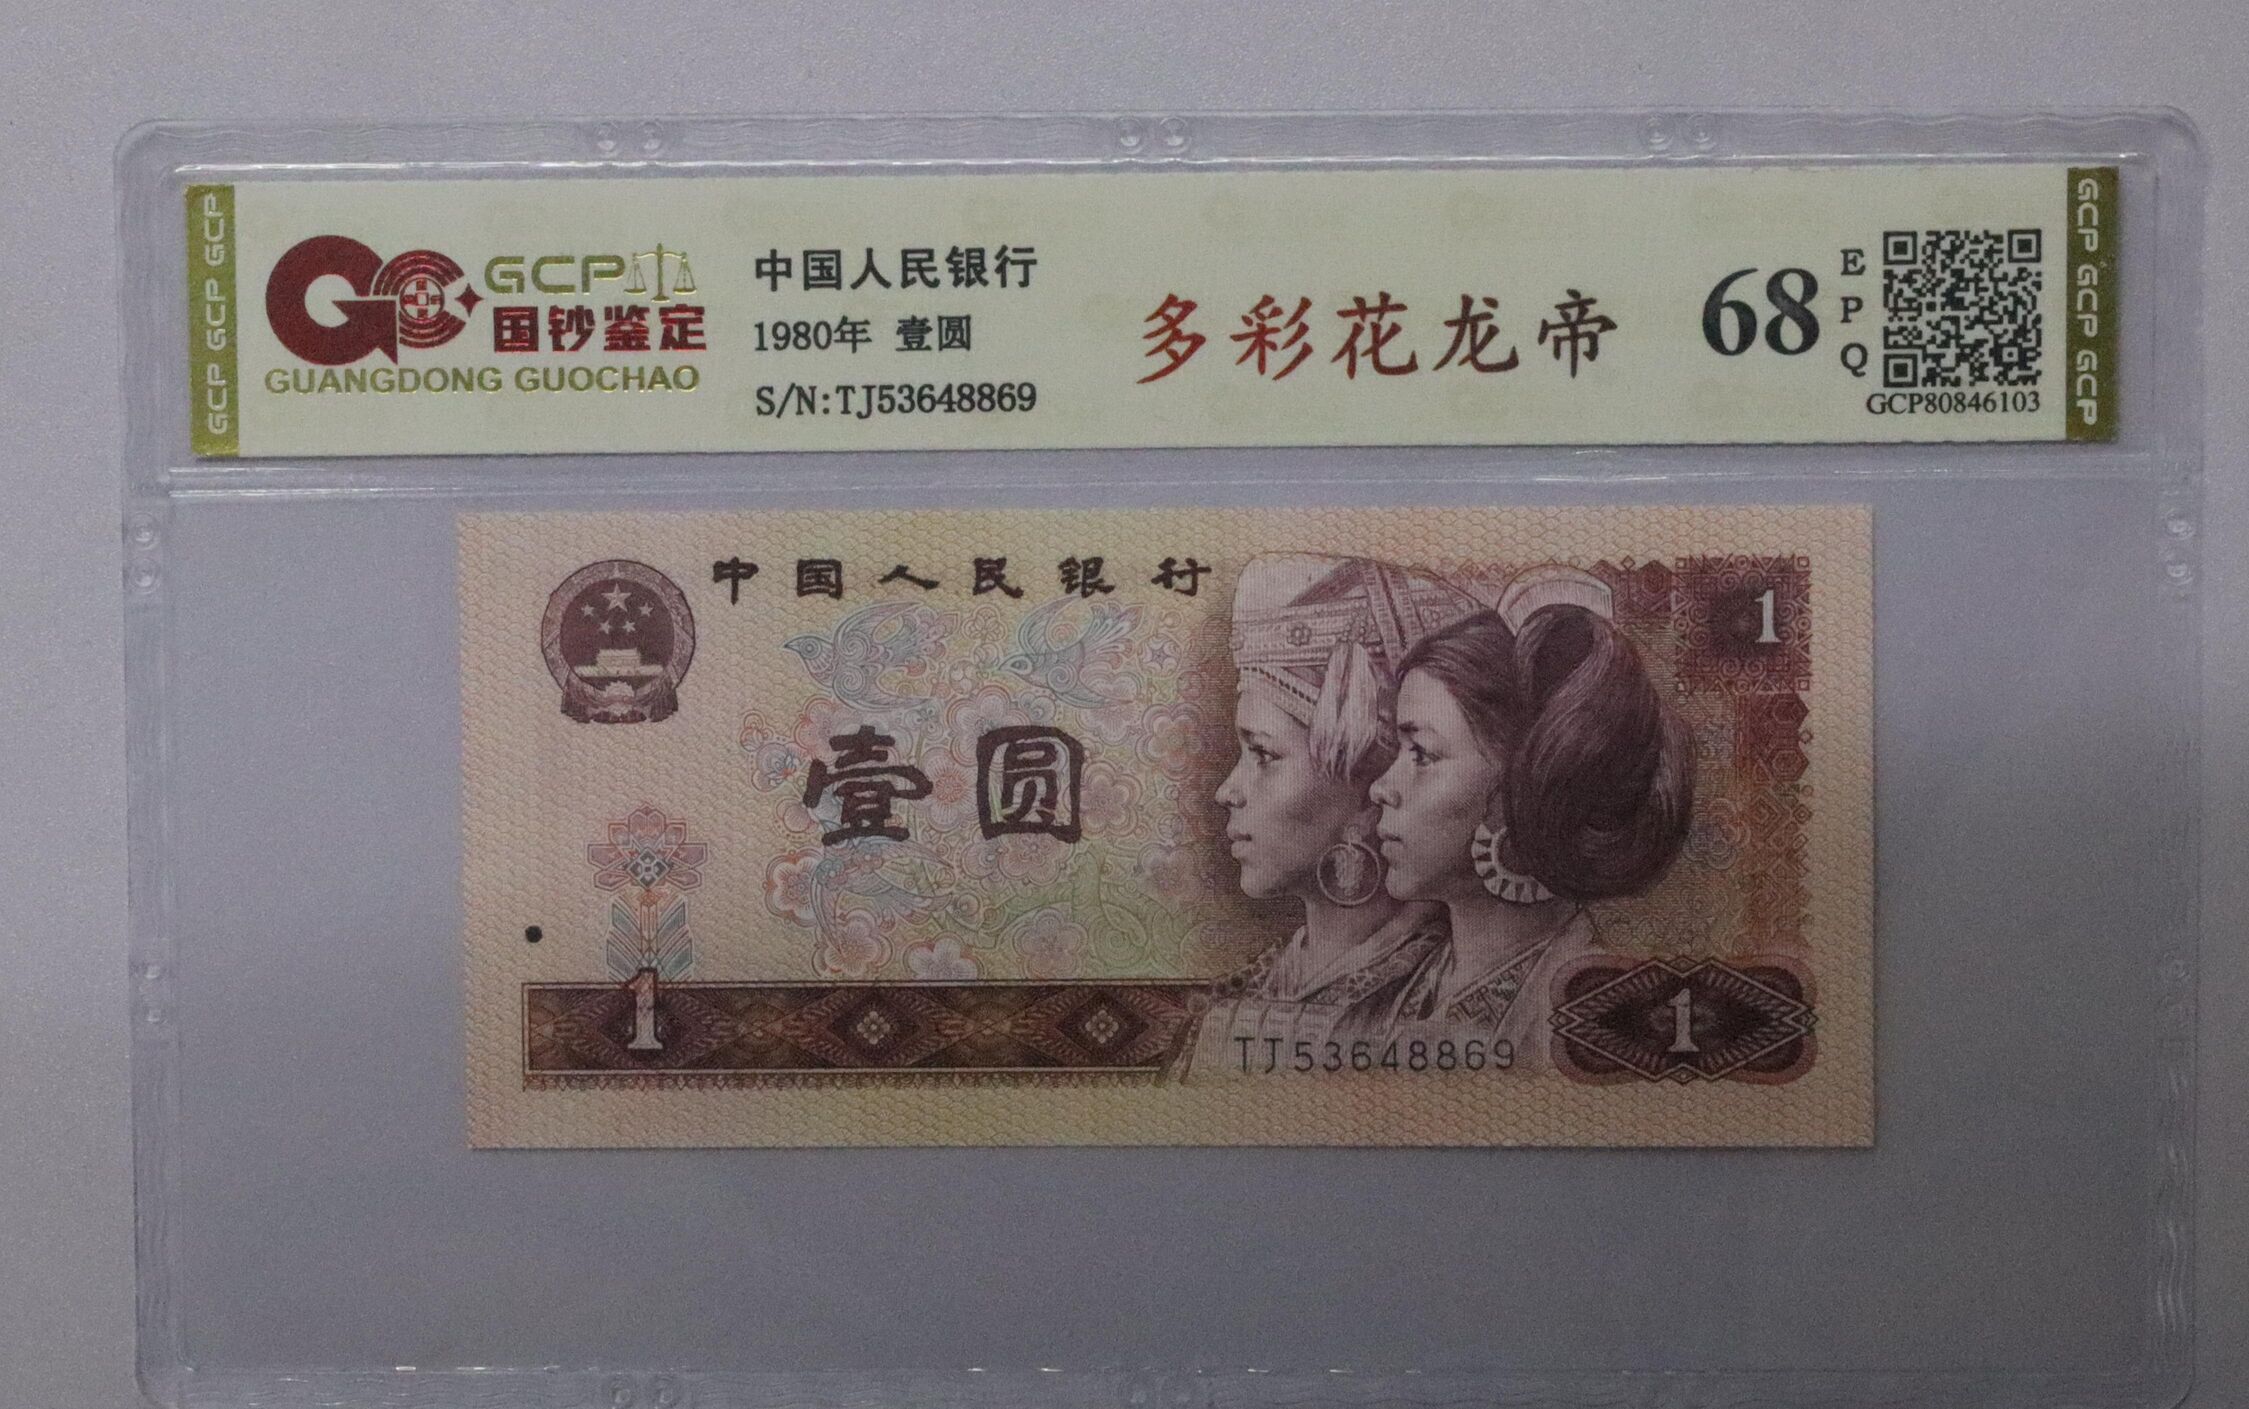 GCP GCP GCP
GCP
国钞鉴定
GUANGDONG GUOCHAO
中国人民银行
1980年 壹圆
S/N:TJ53648869
多彩花龙帝
68
EPQ
GCP80846103
GCP GCP GCP
中国人民银行
1
壹圆
1
TJ53648869
1